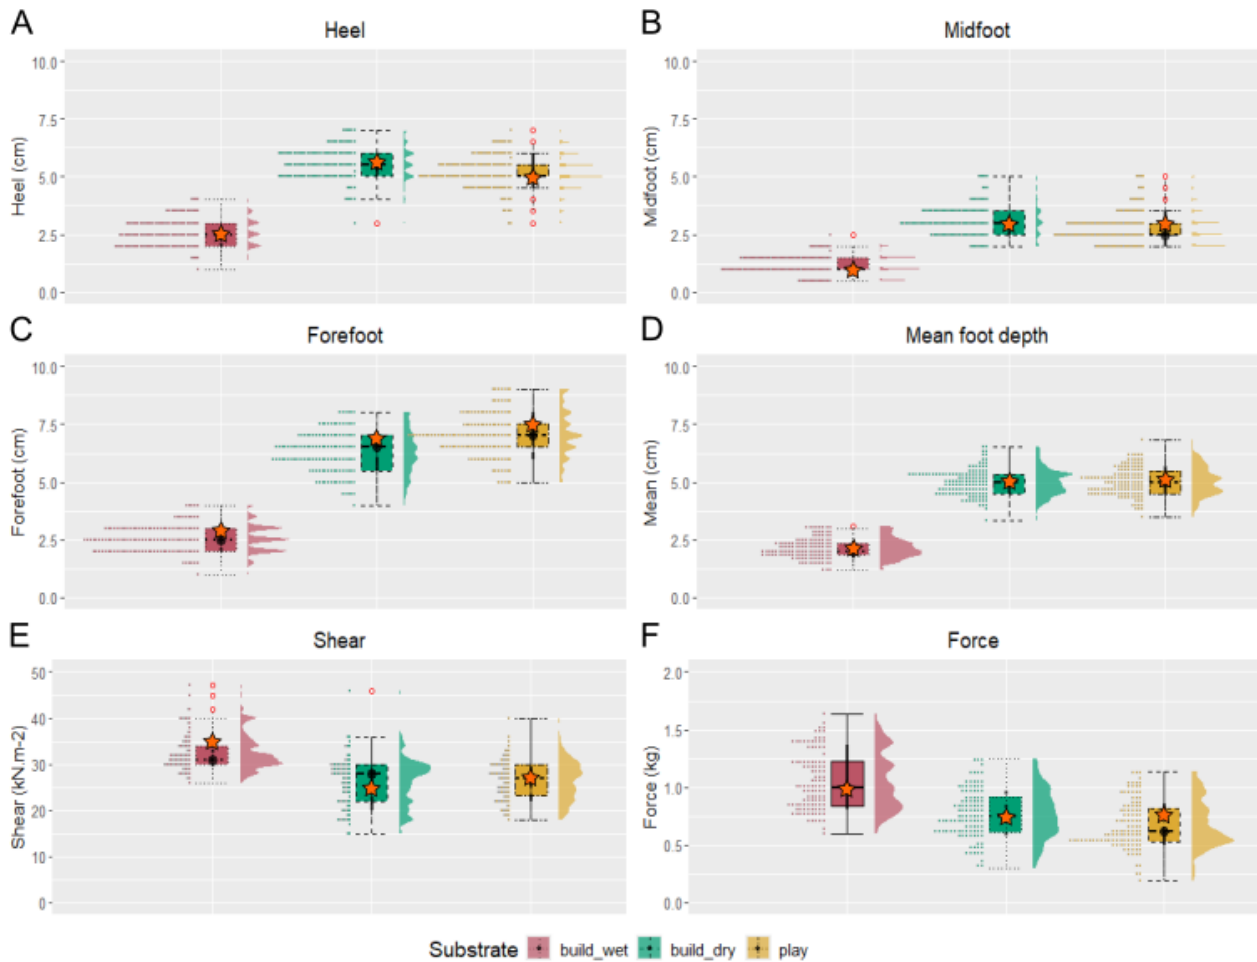 A Heel
B Midfoot
10.0
7.5
5.0
2.5
0.0
Heel (cm)
10.0
7.5
5.0
2.5
0.0
Midfoot (cm)
C Forefoot
D Mean foot depth
10.0
7.5
5.0
2.5
0.0
Forefoot (cm)
10.0
7.5
5.0
2.5
0.0
Mean (cm)
E Shear
F Force
50
40
30
20
10
0
Shear (kN.m-2)
2.0
1.5
1.0
0.5
0.0
Force (kg)
Substrate build_wet build_dry play